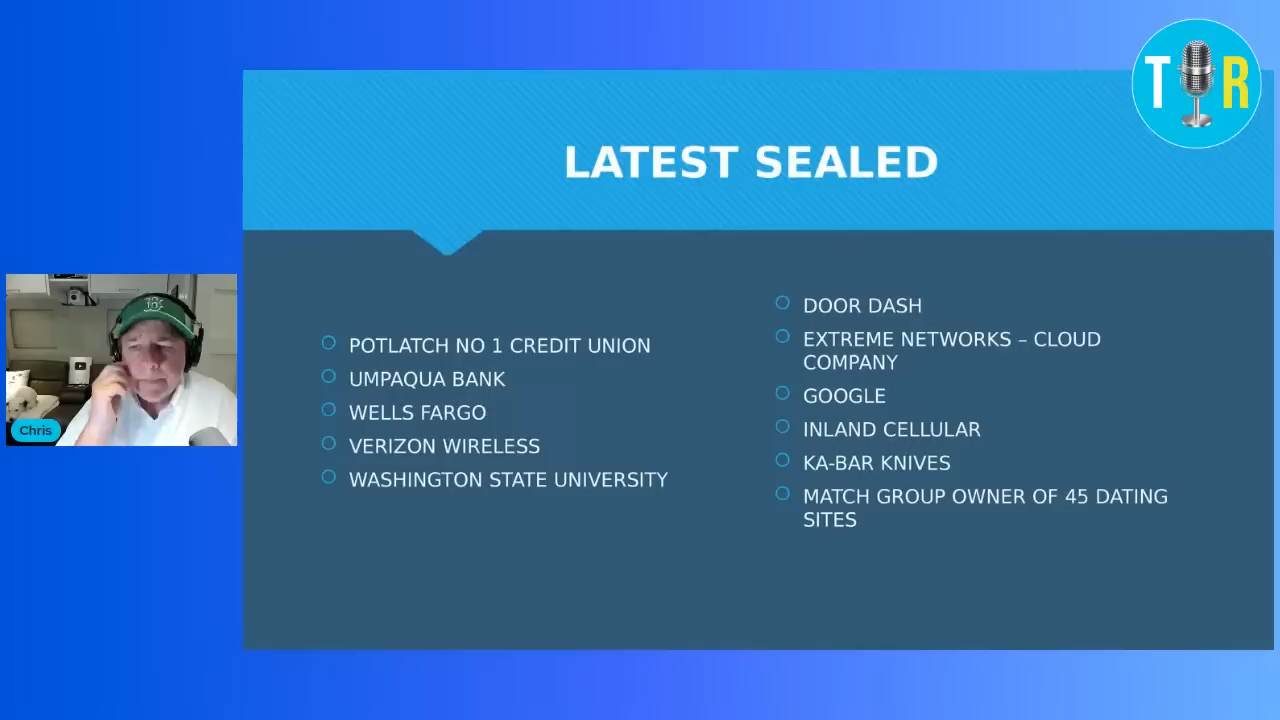 LATEST SEALED
POTLATCH NO 1 CREDIT UNION
UMPAQUA BANK
WELLS FARGO
VERIZON WIRELESS
WASHINGTON STATE UNIVERSITY
DOOR DASH
EXTREME NETWORKS – CLOUD
COMPANY
GOOGLE
INLAND CELLULAR
KA-BAR KNIVES
MATCH GROUP OWNER OF 45 DATING
SITES
Chris
T R